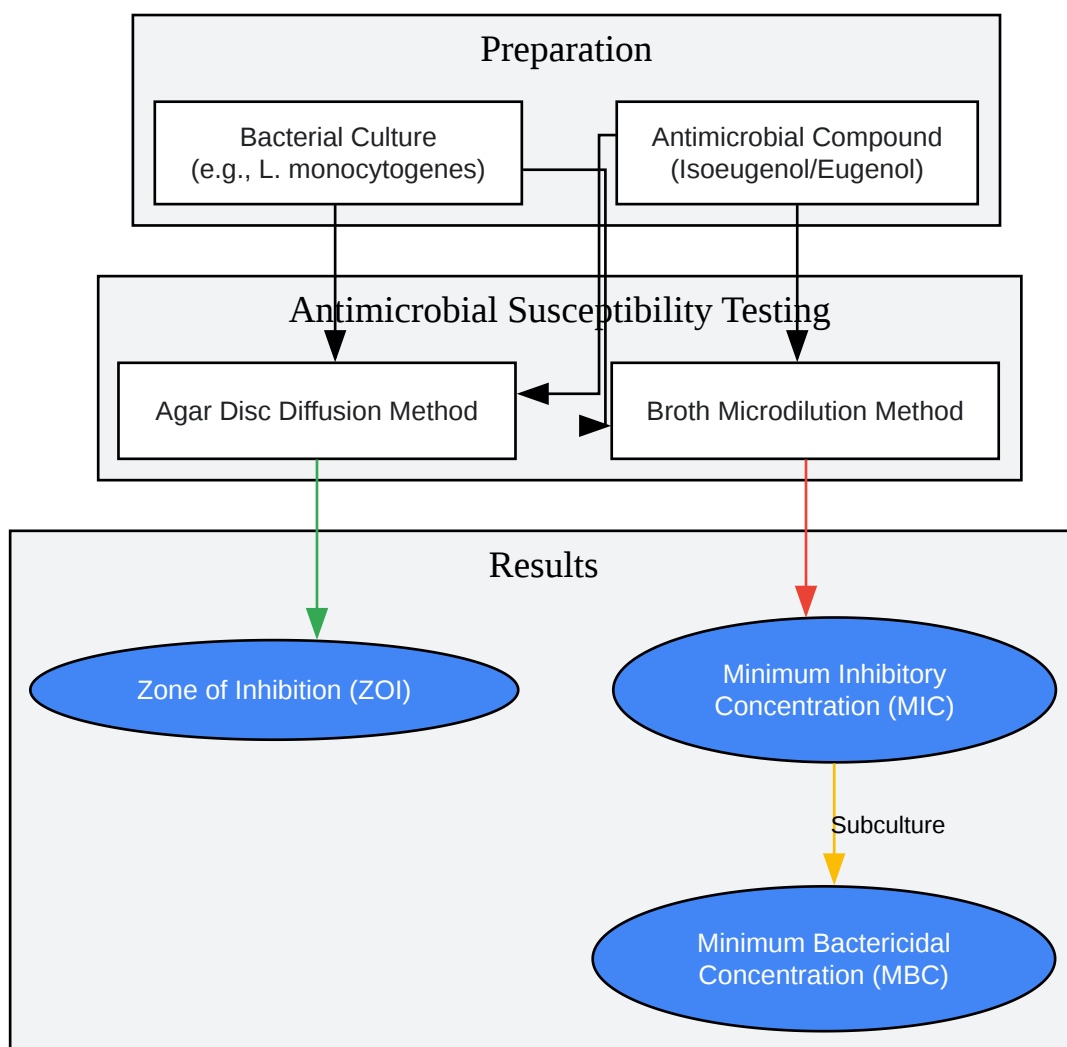 Preparation
Bacterial Culture
(e.g., L. monocytogenes)
Antimicrobial Compound
(Isoeugenol/Eugenol)
Antimicrobial Susceptibility Testing
Agar Disc Diffusion Method
Broth Microdilution Method
Results
Zone of Inhibition (ZOI)
Minimum Inhibitory
Concentration (MIC)
Subculture
Minimum Bactericidal
Concentration (MBC)